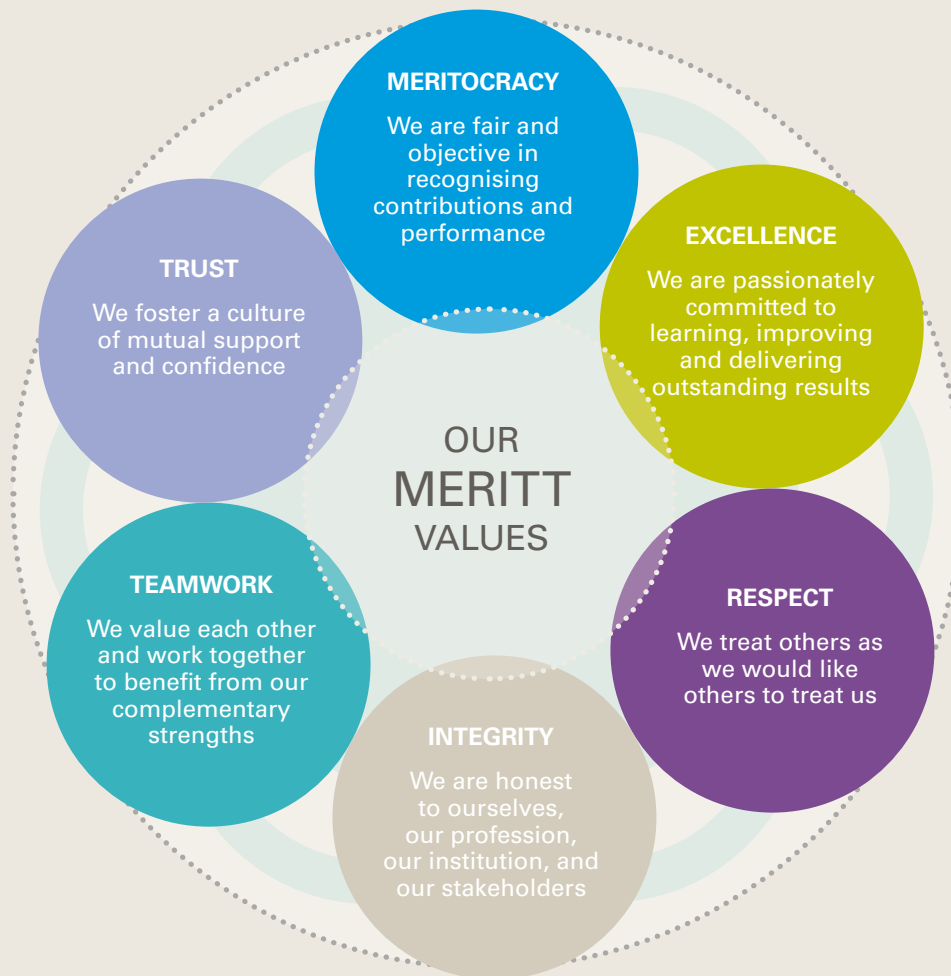 MERITOCRACY
We are fair and
objective in
recognising
contributions and
performance
EXCELLENCE
We are passionately
committed to
learning, improving
and delivering
outstanding results
RESPECT
We treat others as
we would like
others to treat us
INTEGRITY
We are honest
to ourselves,
our profession,
our institution, and
our stakeholders
TEAMWORK
We value each other
and work together
to benefit from our
complementary
strengths
TRUST
We foster a culture
of mutual support
and confidence
OUR
MERITT
VALUES